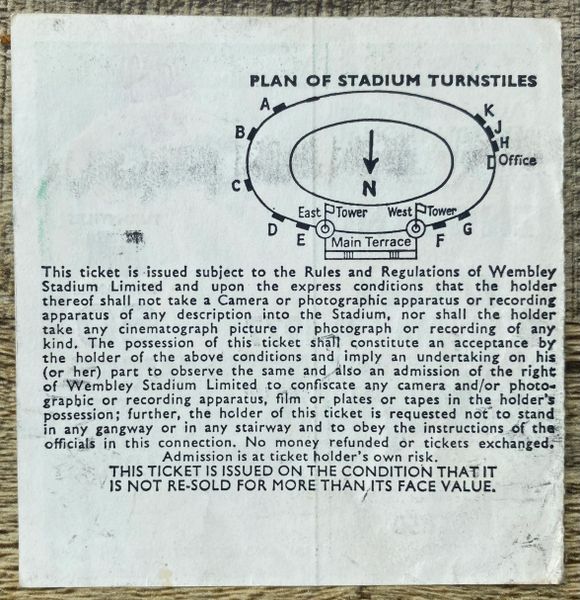 PLAN OF STADIUM TURNSTILES
A
K
B
J
H
Office
C
N
East Tower
West Tower
D
E
Main Terrace
F
G
This ticket is issued subject to the Rules and Regulations of Wembley
Stadium Limited and upon the express conditions that the holder
thereof shall not take a Camera or photographic apparatus or recording
apparatus of any description into the Stadium, nor shall the holder
take any cinematograph picture or photograph or recording of any
kind. The possession of this ticket shall constitute an acceptance by
the holder of the above conditions and imply an undertaking on his
(or her) part to observe the same and also an admission of the right
of Wembley Stadium Limited to confiscate any camera and/or photo-
graphic or recording apparatus, film or plates or tapes in the holder's
possession; further, the holder of this ticket is requested not to stand
in any gangway or in any stairway and to obey the instructions of the
officials in this connection. No money refunded or tickets exchanged.
Admission is at ticket holder's own risk.
THIS TICKET IS ISSUED ON THE CONDITION THAT IT
IS NOT RE-SOLD FOR MORE THAN ITS FACE VALUE.